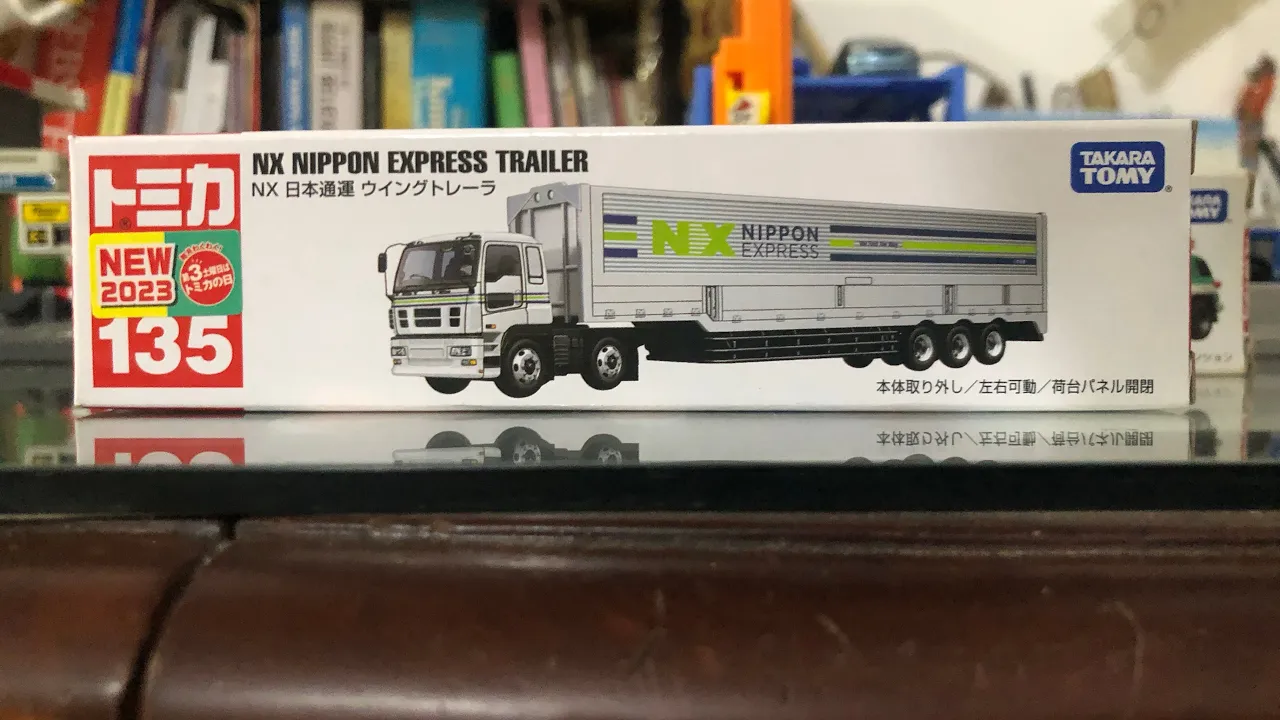 トミカ
NEW
2023
第3土曜日は
トミカの日
135
NX NIPPON EXPRESS TRAILER
NX 日本通運 ウイングトレーラ
NX NIPPON
EXPRESS
TAKARA
TOMY
本体取り外し／左右可動／荷台パネル開閉